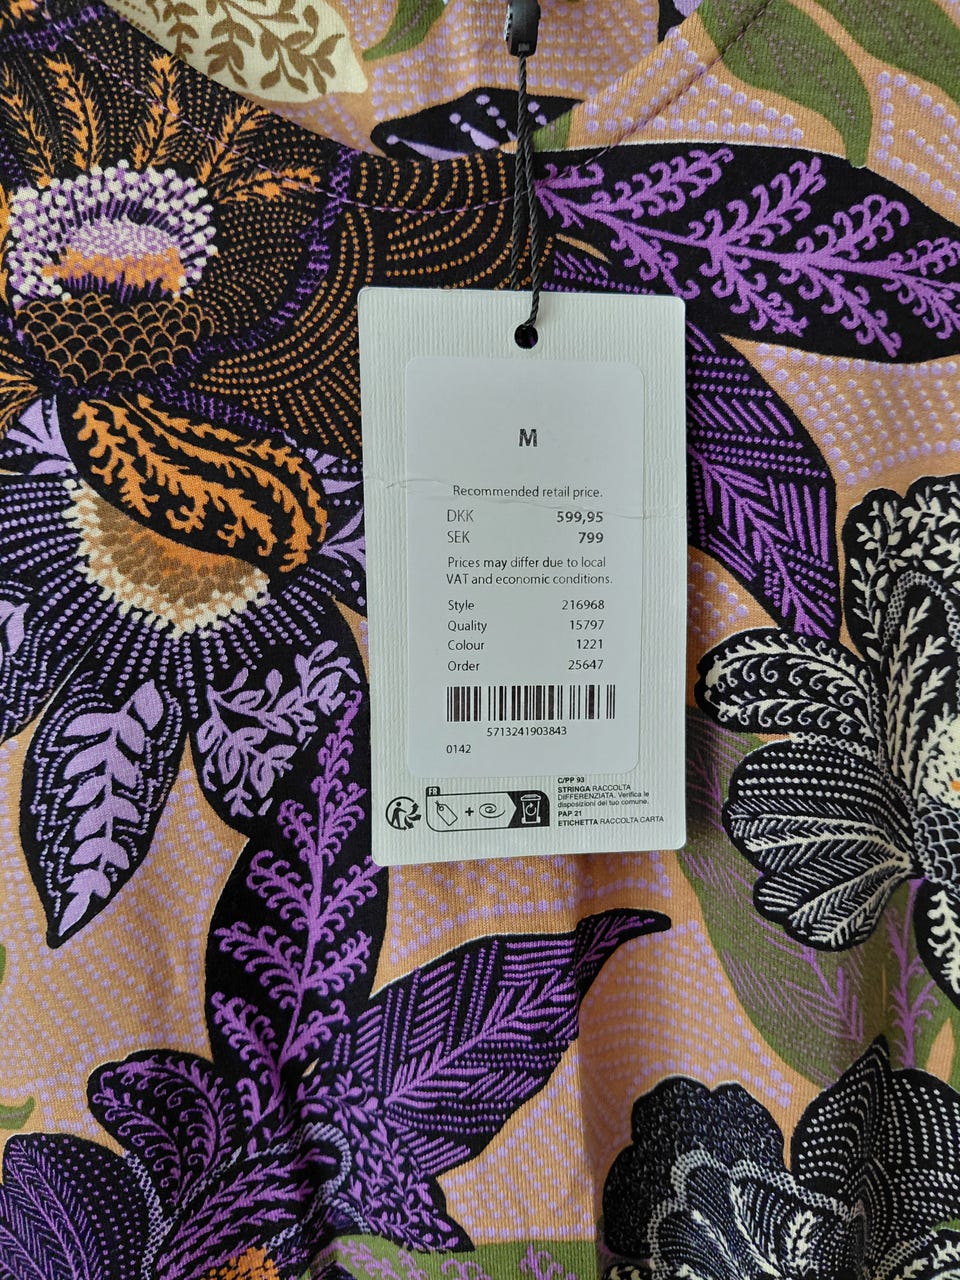 M
Recommended retail price.
DKK 599,95
SEK 799
Prices may differ due to local
VAT and economic conditions.
Style 216968
Quality 15797
Colour 1221
Order 25647
5713241903843
0142
FR
C/PP 93
STRINGA RACCOLTA
DIFFERENZIATA. Verifica le
disposizioni del tuo comune.
PAP 21
ETICHETTA RACCOLTA CARTA